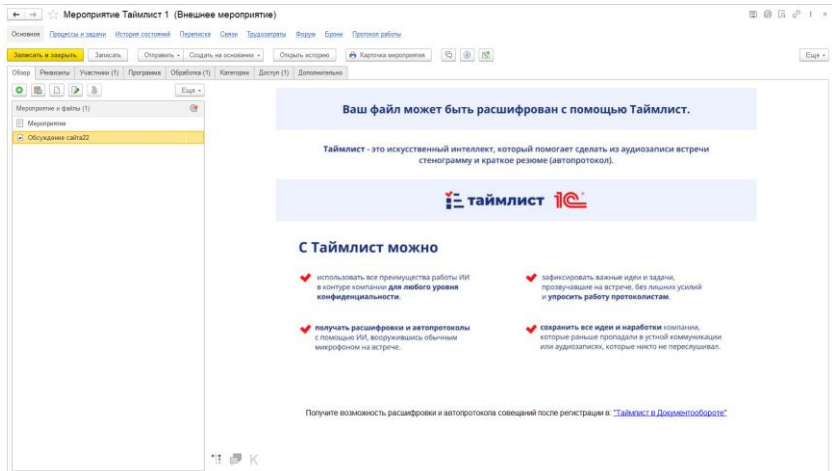 Мероприятие Таймлист 1 (Внешнее мероприятие)
Основное Процессы и задачи История состояний Переписка Связи Трудозатраты Форум Брони Протокол работы
Записать и закрыть Записать Отправить Создать на основании Открыть историю Карточка мероприятия Еще
Обзор Реквизиты Участники (1) Программа Обработка (1) Категории Доступ (1) Дополнительно
Еще
Мероприятие и файлы (1)
Мероприятие
Обсуждение сайта22
Ваш файл может быть расшифрован с помощью Таймлист.
Таймлист - это искусственный интеллект, который помогает сделать из аудиозаписи встречи
стенограмму и краткое резюме (автопротокол).
таймлист 1С
С Таймлист можно
использовать все преимущества работы ИИ
в контуре компании для любого уровня
конфиденциальности.
зафиксировать важные идеи и задачи,
прозвучавшие на встрече, без лишних усилий
и упросить работу протоколистам.
получать расшифровки и автопротоколы
с помощью ИИ, вооружившись обычным
микрофоном на встрече.
сохранить все идеи и наработки компании,
которые раньше пропадали в устной коммуникации
или аудиозаписях, которые никто не переслушивал.
Получите возможность расшифровки и автопротокола совещаний после регистрации в: "Таймлист в Документообороте"
К